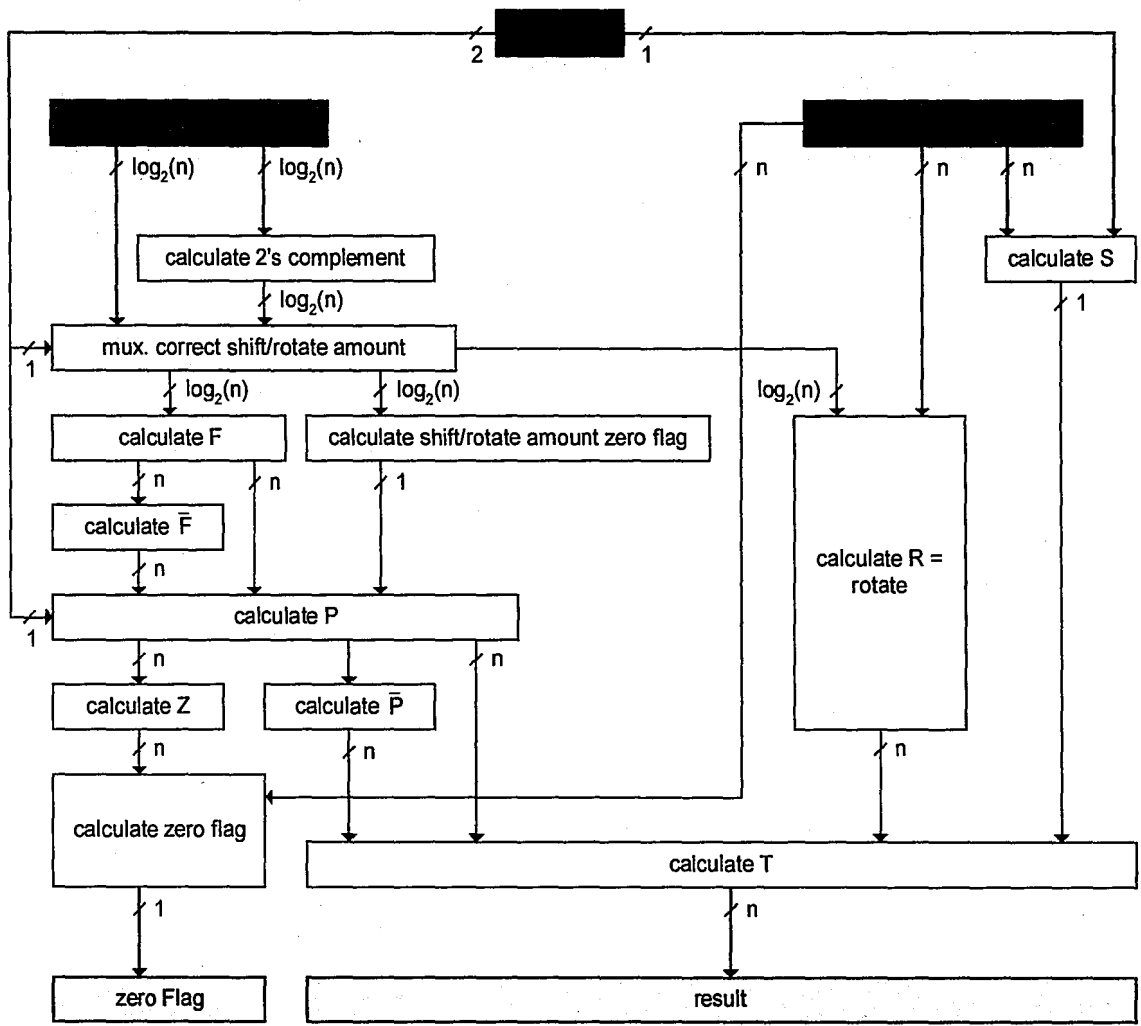 2
1
log2(n)
log2(n)
n
n
n
calculate 2's complement
calculate S
log2(n)
1
mux. correct shift/rotate amount
1
log2(n)
log2(n)
log2(n)
calculate F
calculate shift/rotate amount zero flag
n
n
1
calculate F̅
calculate R =
rotate
n
calculate P
1
n
n
calculate Z
calculate P̅
n
n
n
calculate zero flag
calculate T
1
n
zero Flag
result